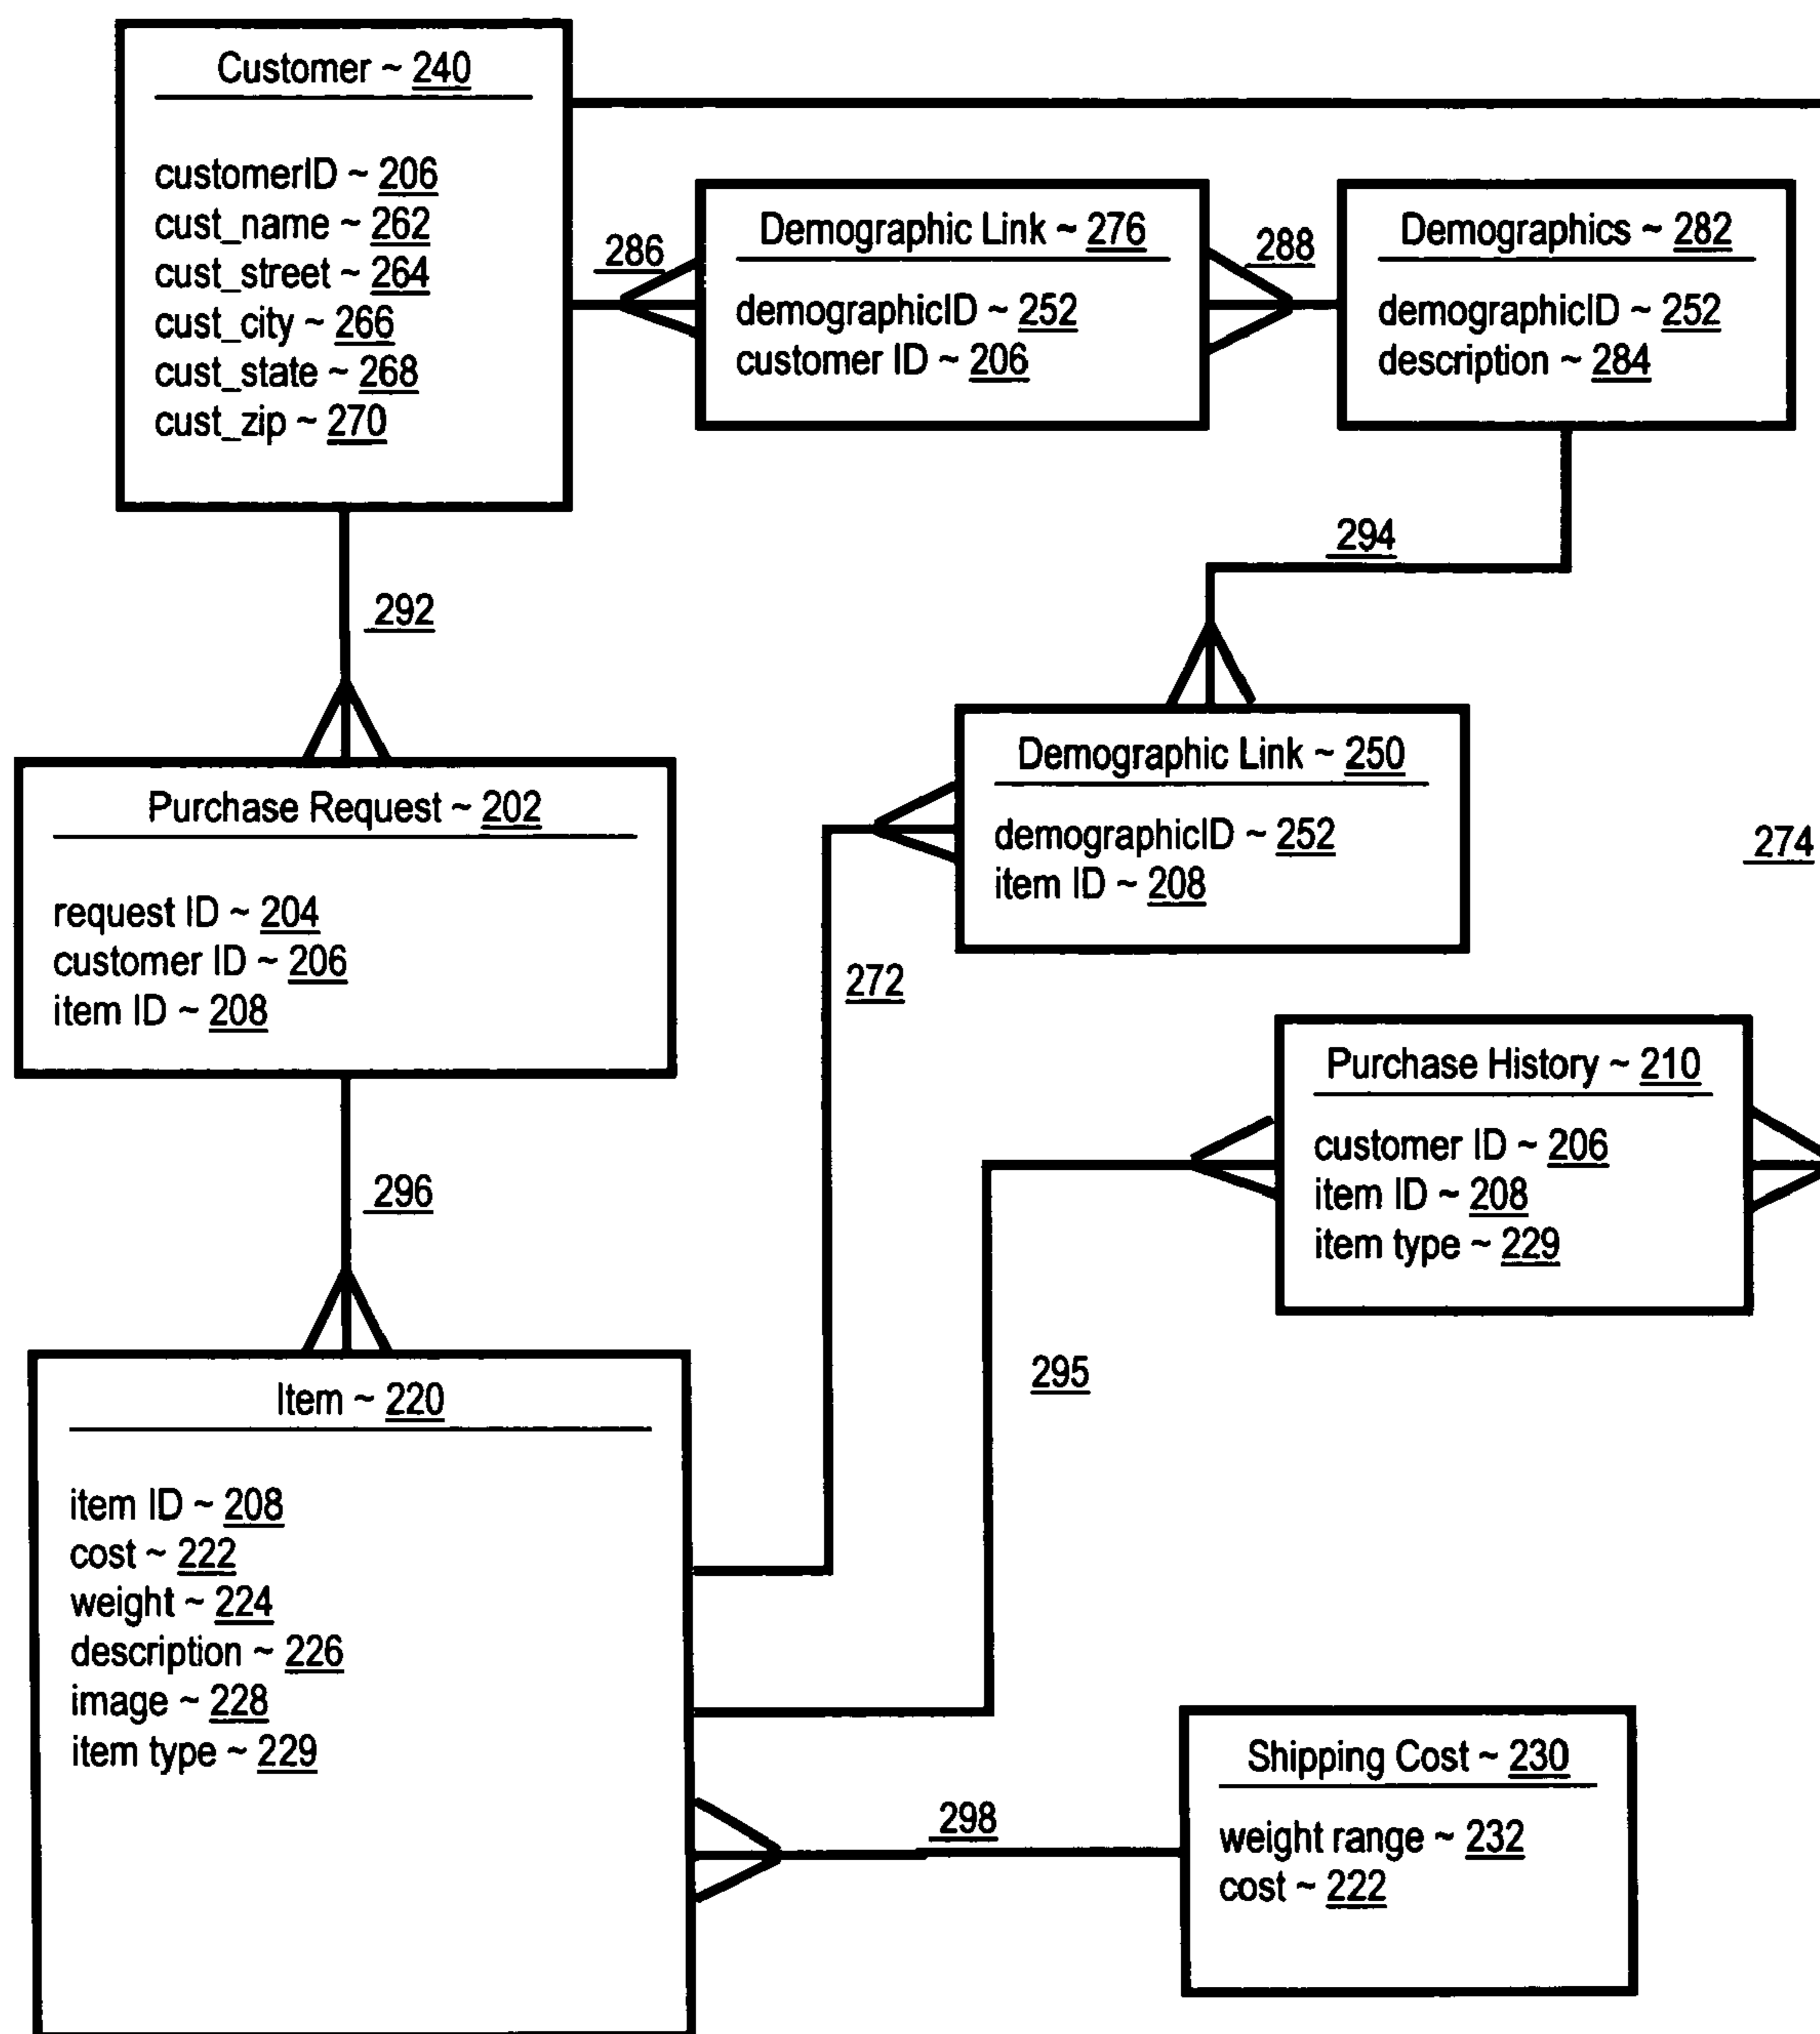 Customer ~ 240
customerID ~ 206
cust_name ~ 262
cust_street ~ 264
cust_city ~ 266
cust_state ~ 268
cust_zip ~ 270
286
Demographic Link ~ 276
demographicID ~ 252
customer ID ~ 206
288
Demographics ~ 282
demographicID ~ 252
description ~ 284
294
292
Demographic Link ~ 250
demographicID ~ 252
item ID ~ 208
274
Purchase Request ~ 202
request ID ~ 204
customer ID ~ 206
item ID ~ 208
272
Purchase History ~ 210
customer ID ~ 206
item ID ~ 208
item type ~ 229
296
295
Item ~ 220
item ID ~ 208
cost ~ 222
weight ~ 224
description ~ 226
image ~ 228
item type ~ 229
298
Shipping Cost ~ 230
weight range ~ 232
cost ~ 222